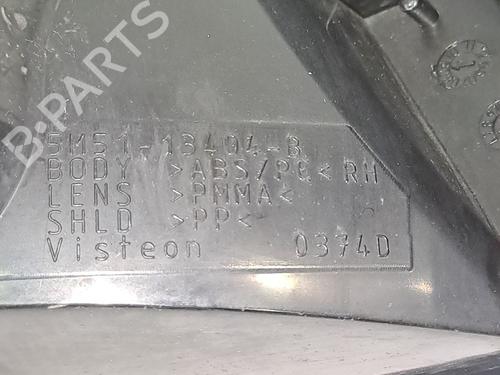 5M51-13404-B
BODY >ABS/PC< RH
LENS >PMMA<
SHLD >PP<
Visteon 0374D
B-PARTS